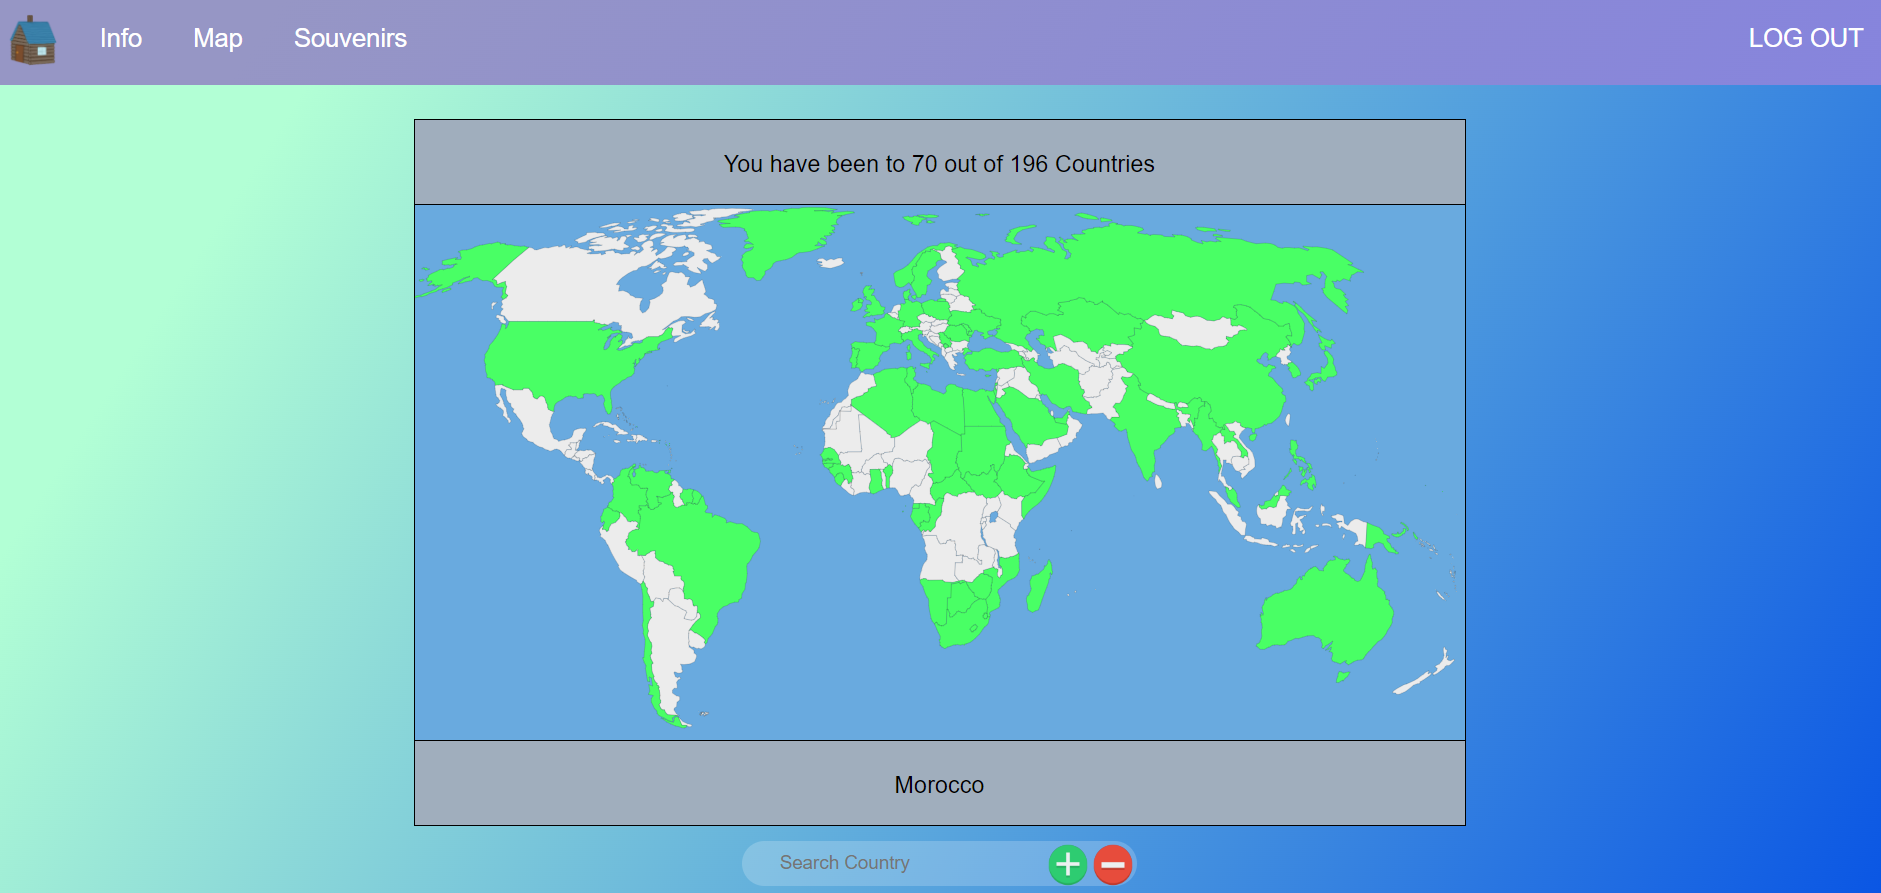 Info
Map
Souvenirs
LOG OUT
You have been to 70 out of 196 Countries
Morocco
Search Country